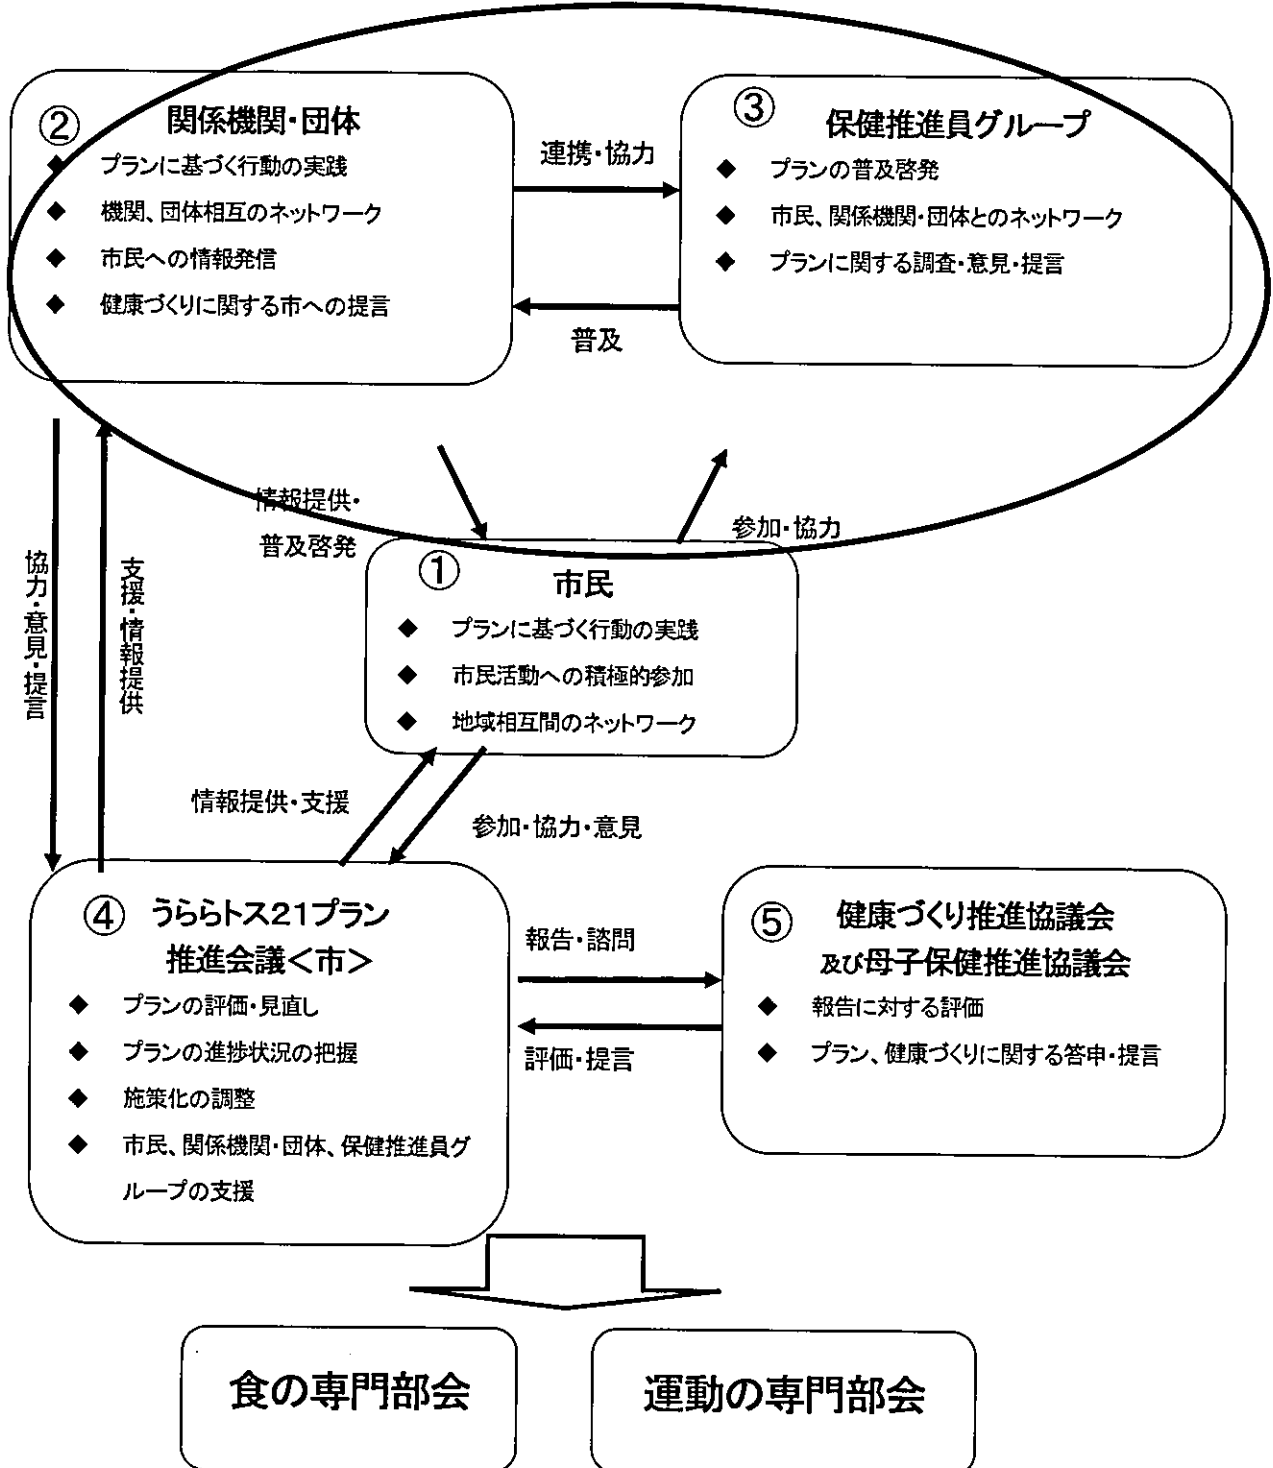 ② 関係機関・団体
◆ プランに基づく行動の実践
◆ 機関、団体相互のネットワーク
◆ 市民への情報発信
◆ 健康づくりに関する市への提言
連携・協力
普及
③ 保健推進員グループ
◆ プランの普及啓発
◆ 市民、関係機関・団体とのネットワーク
◆ プランに関する調査・意見・提言
情報提供・
普及啓発
参加・協力
協力・意見・提言
支援・情報提供
① 市民
◆ プランに基づく行動の実践
◆ 市民活動への積極的参加
◆ 地域相互間のネットワーク
情報提供・支援
参加・協力・意見
④ うららトス21プラン
推進会議<市>
◆ プランの評価・見直し
◆ プランの進捗状況の把握
◆ 施策化の調整
◆ 市民、関係機関・団体、保健推進員グ
ループの支援
報告・諮問
評価・提言
⑤ 健康づくり推進協議会
及び母子保健推進協議会
◆ 報告に対する評価
◆ プラン、健康づくりに関する答申・提言
食の専門部会
運動の専門部会